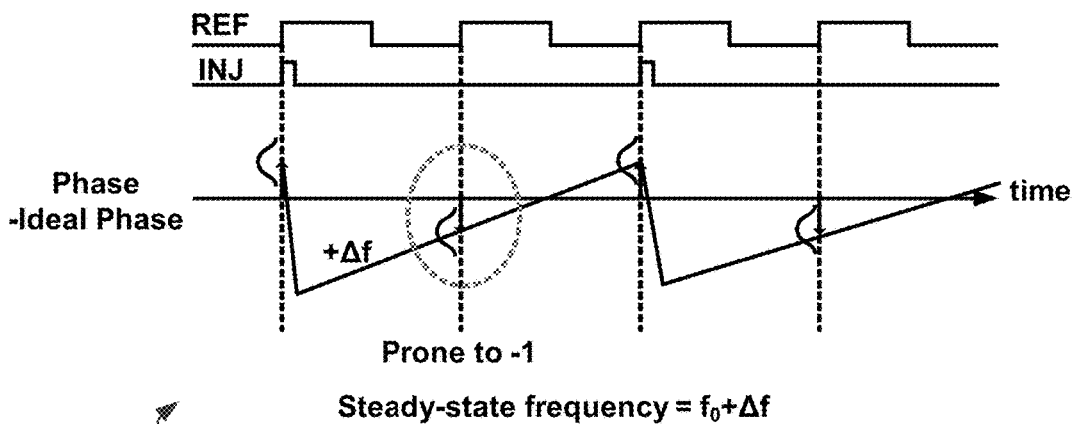 REF
INJ
Phase
-Ideal Phase
time
+Δf
Prone to -1
Steady-state frequency = f₀+Δf